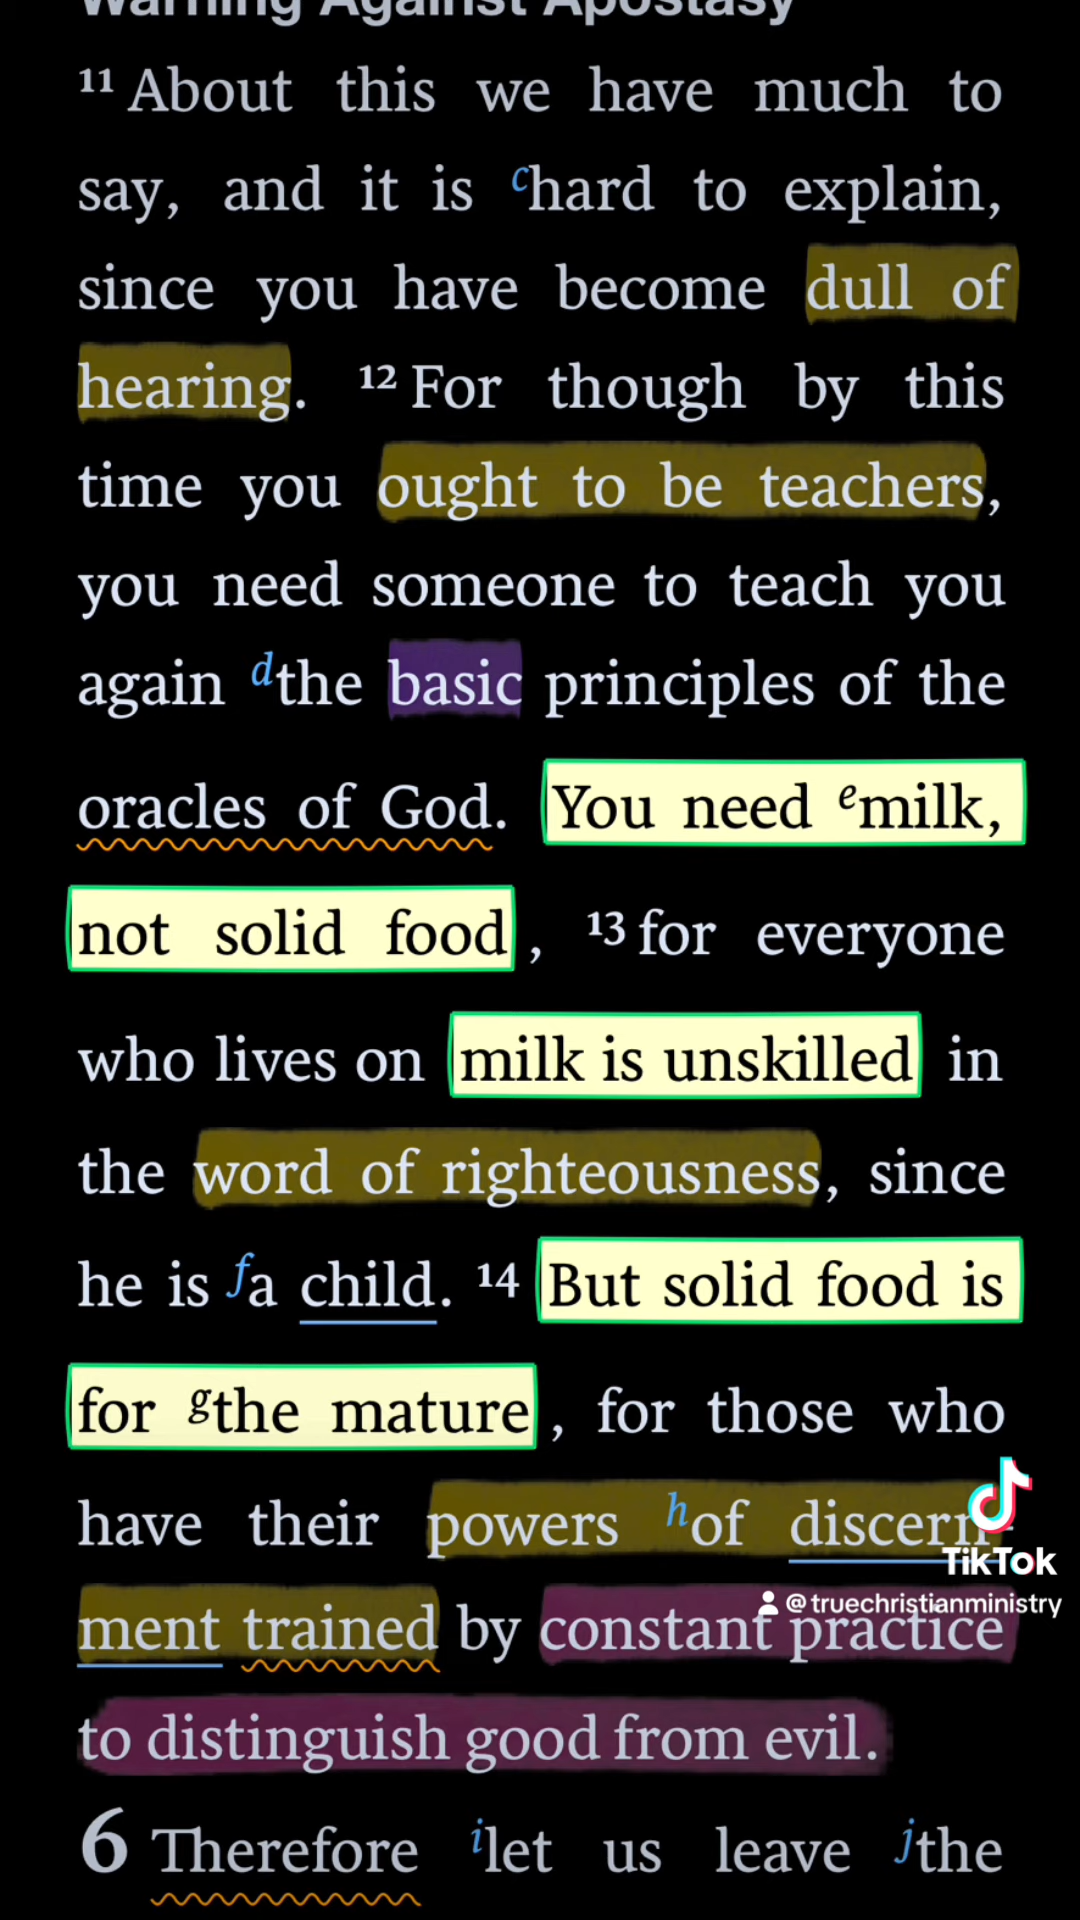 Warning Against Apostasy
11 About this we have much to
say, and it is chard to explain,
since you have become dull of
hearing. 12 For though by this
time you ought to be teachers,
you need someone to teach you
again dthe basic principles of the
oracles of God. You need emilk,
not solid food, 13 for everyone
who lives on milk is unskilled in
the word of righteousness, since
he is fa child. 14 But solid food is
for gthe mature, for those who
have their powers hof discern-
TikTok
@truechristianministry
ment trained by constant practice
to distinguish good from evil.
6 Therefore ilet us leave jthe